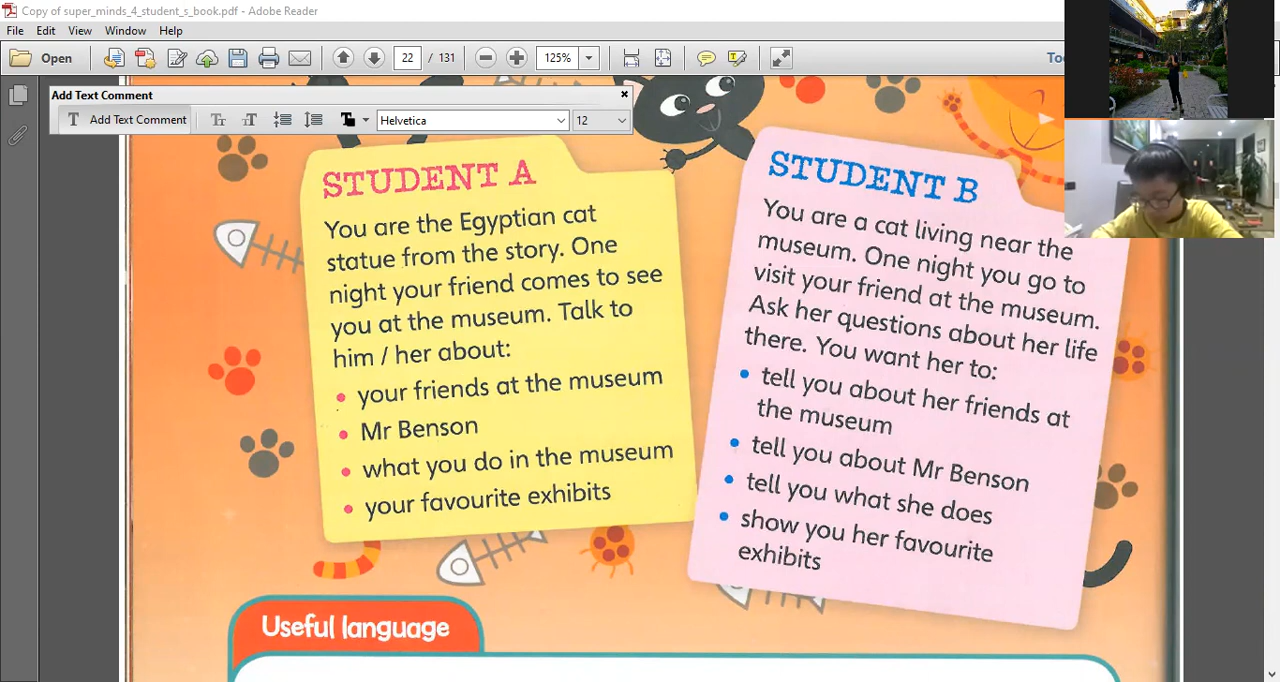 Copy of super_minds_4_student_s_book.pdf - Adobe Reader
File Edit View Window Help
Open 22 / 131 125%
Add Text Comment
Add Text Comment Helvetica 12
STUDENT A
You are the Egyptian cat
statue from the story. One
night your friend comes to see
you at the museum. Talk to
him / her about:
• your friends at the museum
• Mr Benson
• what you do in the museum
• your favourite exhibits
STUDENT B
You are a cat living near the
museum. One night you go to
visit your friend at the museum.
Ask her questions about her life
there. You want her to:
• tell you about her friends at
the museum
• tell you about Mr Benson
• tell you what she does
• show you her favourite
exhibits
Useful language